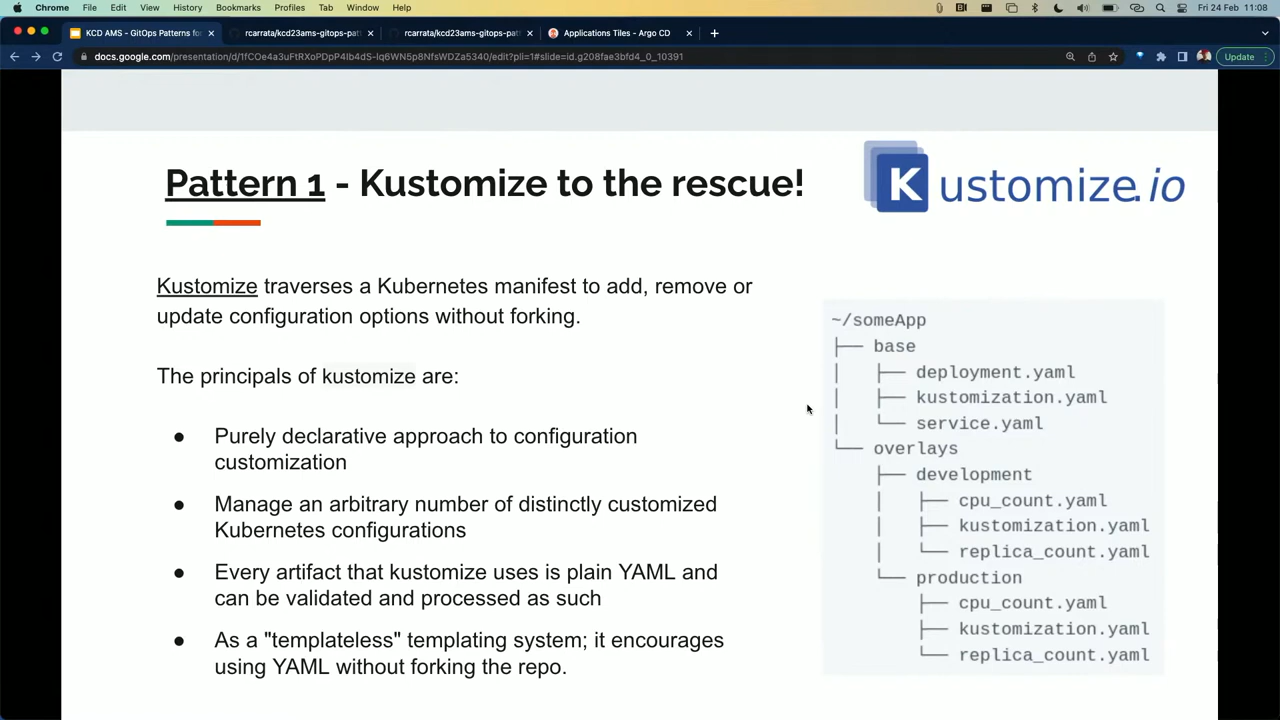 Chrome File Edit View History Bookmarks Profiles Tab Window Help Fri 24 Feb 11:08
KCD AMS - GitOps Patterns for rcarrata/kcd23ams-gitops-pat rcarrata/kcd23ams-gitops-pat Applications Tiles - Argo CD
docs.google.com/presentation/d/1fCOe4a3uFtRXoPDpP4Ib4dS-lq6WN5p8NfsWDZa5340/edit?pli=1#slide=id.g208fae3bfd4_0_10391 Update
Pattern 1 - Kustomize to the rescue!
Kustomize.io
Kustomize traverses a Kubernetes manifest to add, remove or
update configuration options without forking.
The principals of kustomize are:
● Purely declarative approach to configuration
customization
● Manage an arbitrary number of distinctly customized
Kubernetes configurations
● Every artifact that kustomize uses is plain YAML and
can be validated and processed as such
● As a "templateless" templating system; it encourages
using YAML without forking the repo.
~/someApp
├── base
│   ├── deployment.yaml
│   ├── kustomization.yaml
│   └── service.yaml
└── overlays
    ├── development
    │   ├── cpu_count.yaml
    │   ├── kustomization.yaml
    │   └── replica_count.yaml
    └── production
        ├── cpu_count.yaml
        ├── kustomization.yaml
        └── replica_count.yaml